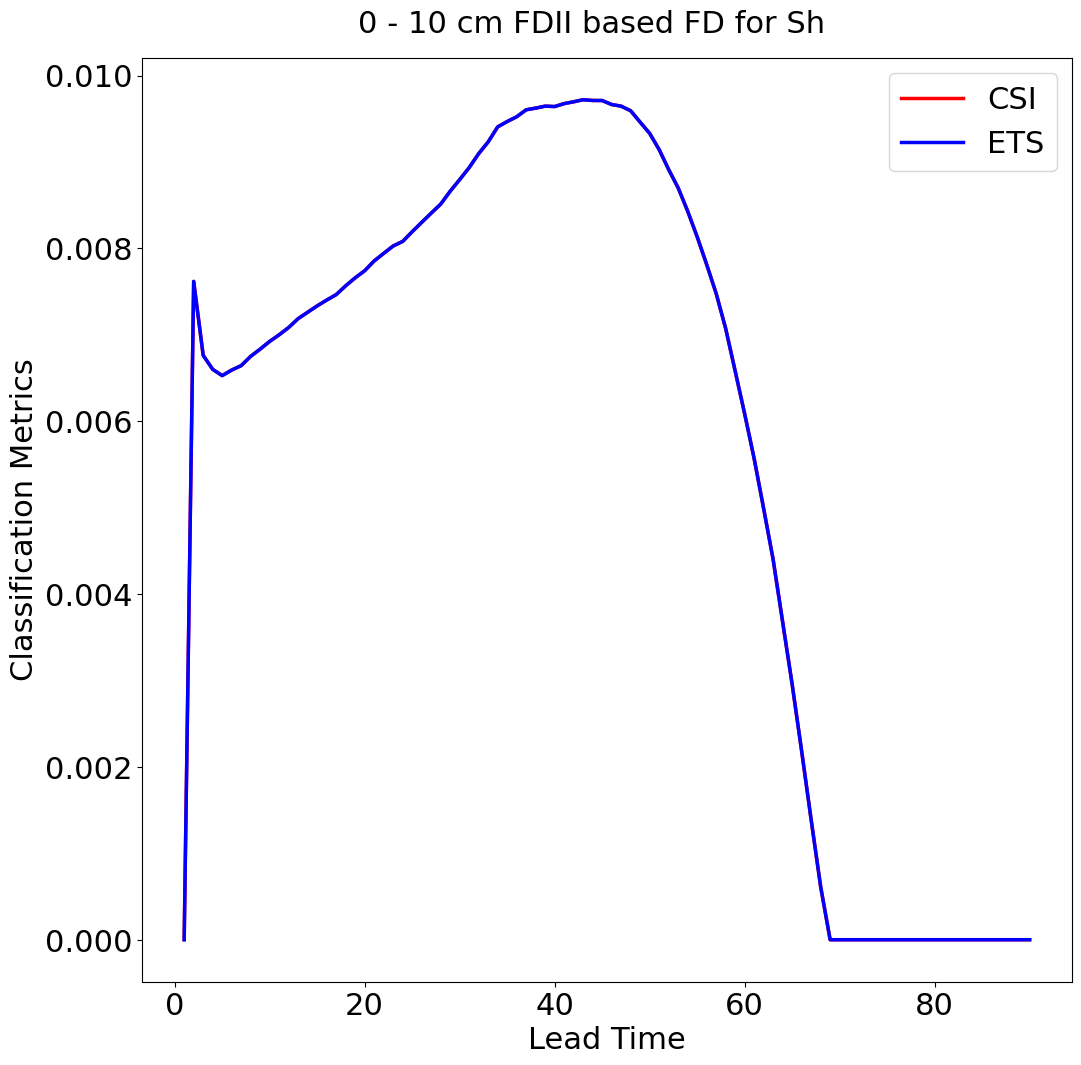 0 - 10 cm FDII based FD for Sh
CSI
ETS
Classification Metrics
0.010
0.008
0.006
0.004
0.002
0.000
0 20 40 60 80
Lead Time